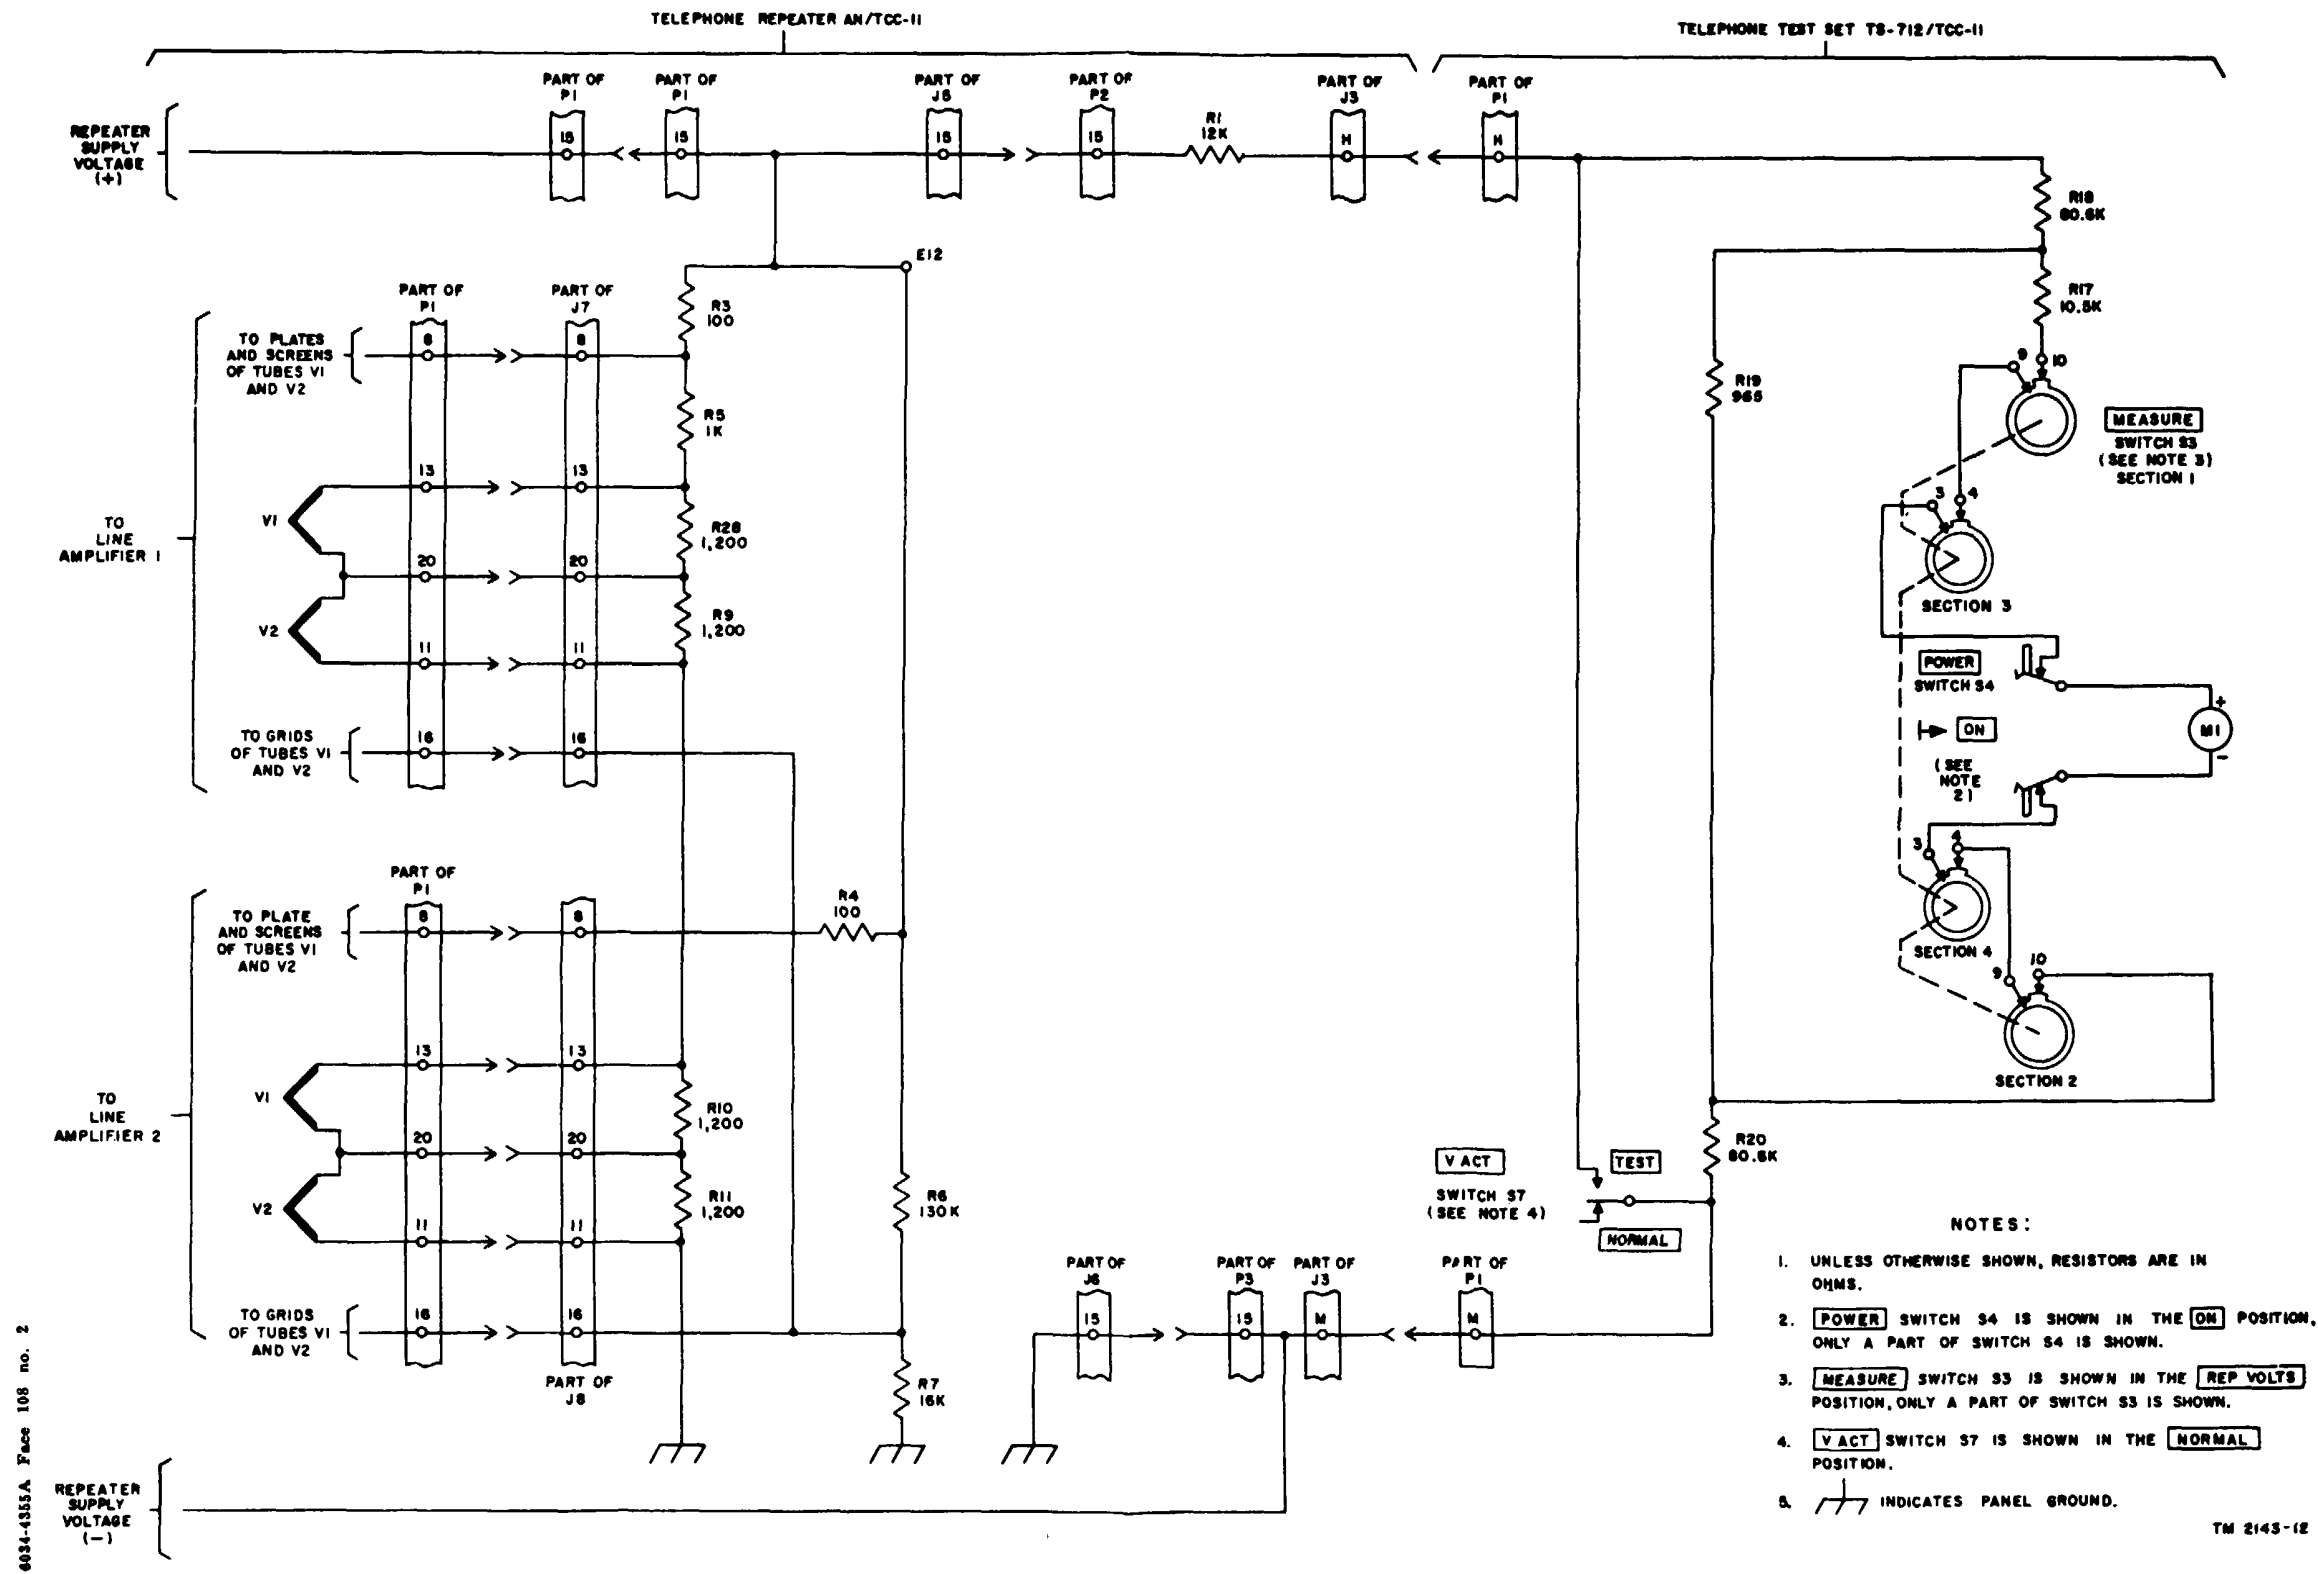 TELEPHONE REPEATER AN/TCC-11
TELEPHONE TEST SET TS-712/TCC-11
PART OF
P1
PART OF
P1
PART OF
J5
PART OF
P2
PART OF
J3
PART OF
P1
REPEATER
SUPPLY
VOLTAGE
(+)
15
15
15
15
R1
12K
H
H
R18
80.6K
E12
R17
10.5K
R3
100
PART OF
P1
PART OF
J7
TO PLATES
AND SCREENS
OF TUBES V1
AND V2
8
8
9
10
R19
965
R5
1K
MEASURE
SWITCH S3
(SEE NOTE 3)
SECTION 1
13
13
3
4
V1
R28
1,200
TO
LINE
AMPLIFIER 1
20
20
SECTION 3
R9
1,200
V2
11
11
POWER
SWITCH S4
ON
(SEE
NOTE
2)
+
M1
-
TO GRIDS
OF TUBES V1
AND V2
16
16
3
4
PART OF
P1
R4
100
TO PLATE
AND SCREENS
OF TUBES V1
AND V2
8
8
SECTION 4
9
10
13
13
SECTION 2
V1
TO
LINE
AMPLIFIER 2
R10
1,200
20
20
R20
80.6K
V ACT
TEST
SWITCH S7
(SEE NOTE 4)
NORMAL
V2
R11
1,200
R6
130K
11
11
PART OF
J6
PART OF
P3
PART OF
J3
PART OF
P1
TO GRIDS
OF TUBES V1
AND V2
16
16
15
15
M
M
PART OF
J8
R7
16K
REPEATER
SUPPLY
VOLTAGE
(-)
NOTES:
1. UNLESS OTHERWISE SHOWN, RESISTORS ARE IN
OHMS.
2. POWER SWITCH S4 IS SHOWN IN THE ON POSITION,
ONLY A PART OF SWITCH S4 IS SHOWN.
3. MEASURE SWITCH S3 IS SHOWN IN THE REP VOLTS
POSITION, ONLY A PART OF SWITCH S3 IS SHOWN.
4. V ACT SWITCH S7 IS SHOWN IN THE NORMAL
POSITION.
5. INDICATES PANEL GROUND.
TM 2143-12
6034-4355A Face 108 no. 2